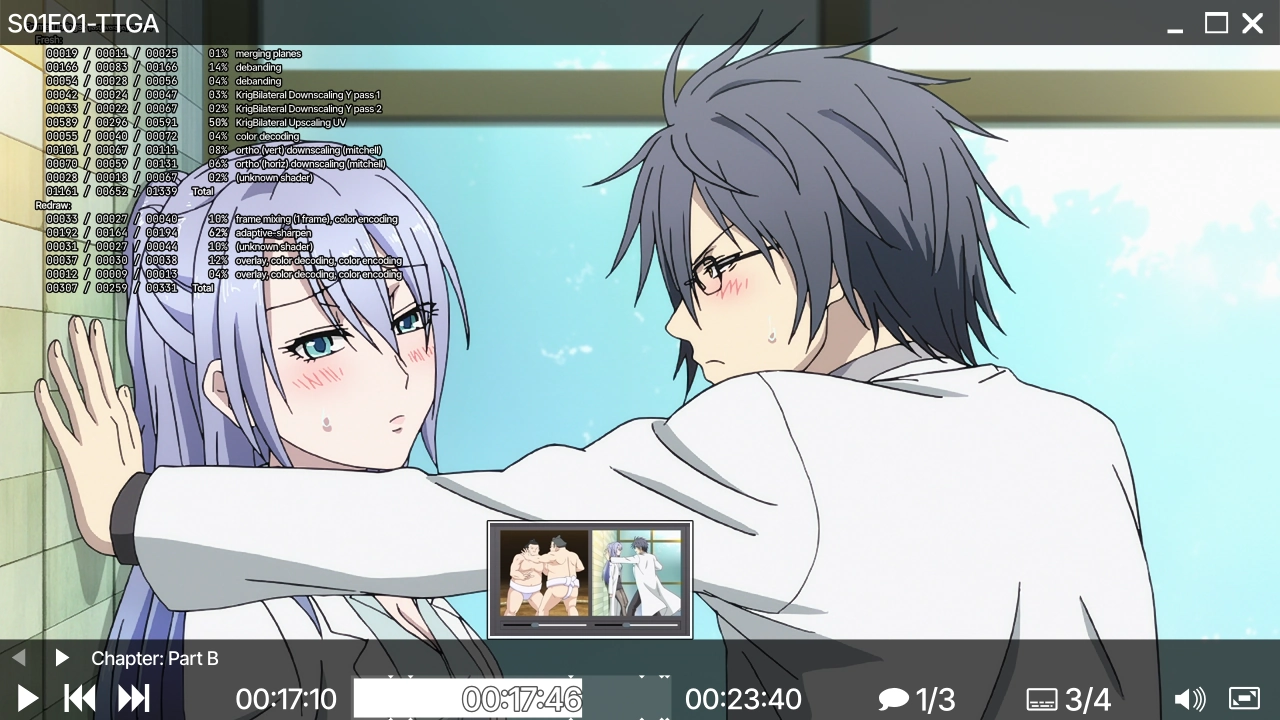 S01E01-TTGA
Fresh:
00019 / 00011 / 00025 01% merging planes
00166 / 00083 / 00166 14% debanding
00054 / 00028 / 00056 04% debanding
00042 / 00024 / 00047 03% KrigBilateral Downscaling Y pass 1
00033 / 00022 / 00067 02% KrigBilateral Downscaling Y pass 2
00589 / 00296 / 00591 50% KrigBilateral Upscaling UV
00055 / 00040 / 00072 04% color decoding
00101 / 00067 / 00111 08% ortho (vert) downscaling (mitchell)
00070 / 00059 / 00131 06% ortho (horiz) downscaling (mitchell)
00028 / 00018 / 00067 02% (unknown shader)
01161 / 00652 / 01339 Total
Redraw:
00033 / 00027 / 00040 10% frame mixing (1 frame), color encoding
00192 / 00164 / 00194 62% adaptive-sharpen
00031 / 00027 / 00044 10% (unknown shader)
00037 / 00030 / 00038 12% overlay, color decoding, color encoding
00012 / 00009 / 00013 04% overlay, color decoding, color encoding
00307 / 00259 / 00331 Total
Chapter: Part B
00:17:10 00:17:46 00:23:40 1/3 3/4